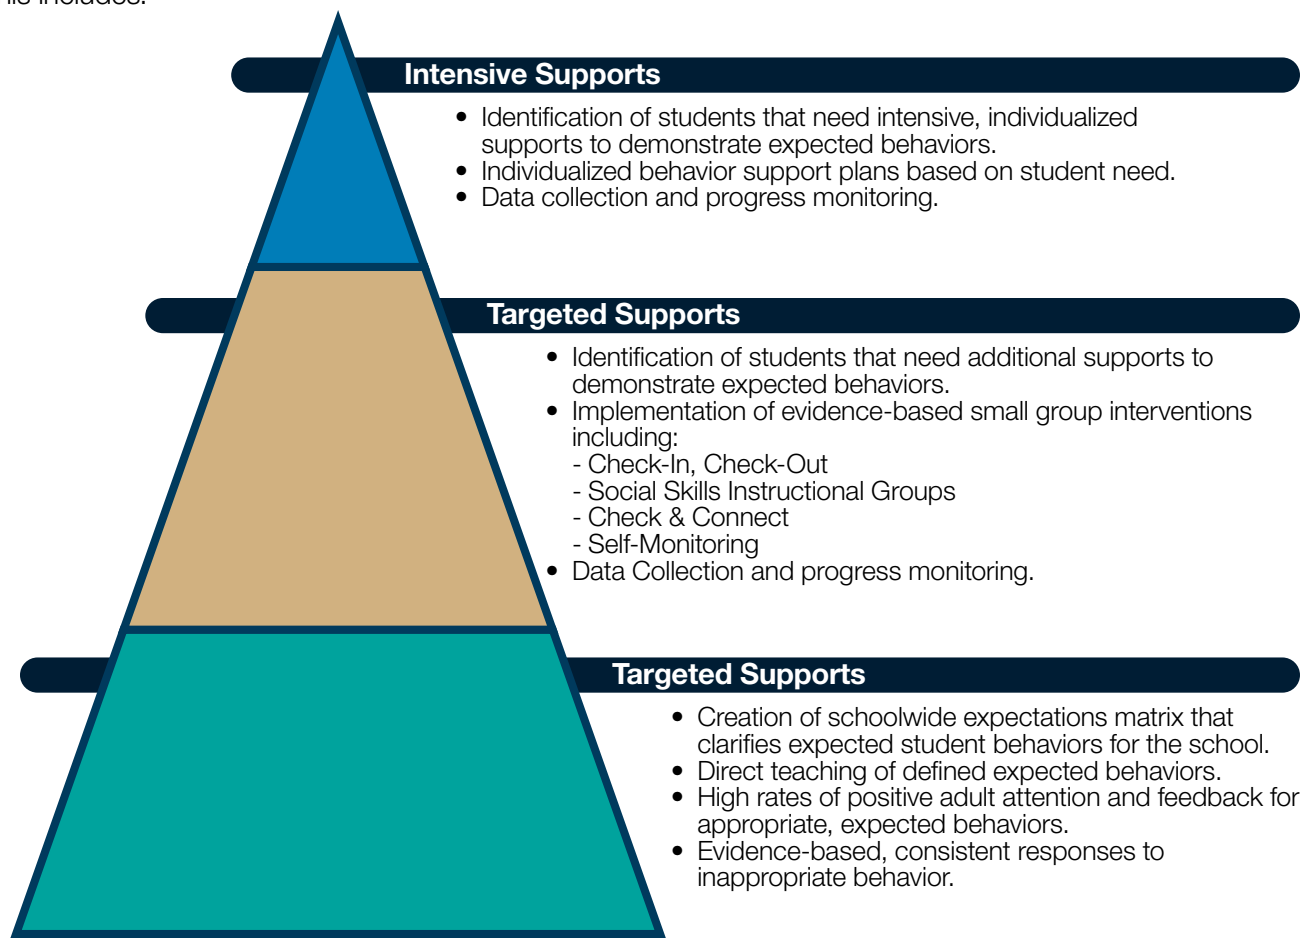 his includes:
Intensive Supports
• Identification of students that need intensive, individualized
supports to demonstrate expected behaviors.
• Individualized behavior support plans based on student need.
• Data collection and progress monitoring.
Targeted Supports
• Identification of students that need additional supports to
demonstrate expected behaviors.
• Implementation of evidence-based small group interventions
including:
- Check-In, Check-Out
- Social Skills Instructional Groups
- Check & Connect
- Self-Monitoring
• Data Collection and progress monitoring.
Targeted Supports
• Creation of schoolwide expectations matrix that
clarifies expected student behaviors for the school.
• Direct teaching of defined expected behaviors.
• High rates of positive adult attention and feedback for
appropriate, expected behaviors.
• Evidence-based, consistent responses to
inappropriate behavior.